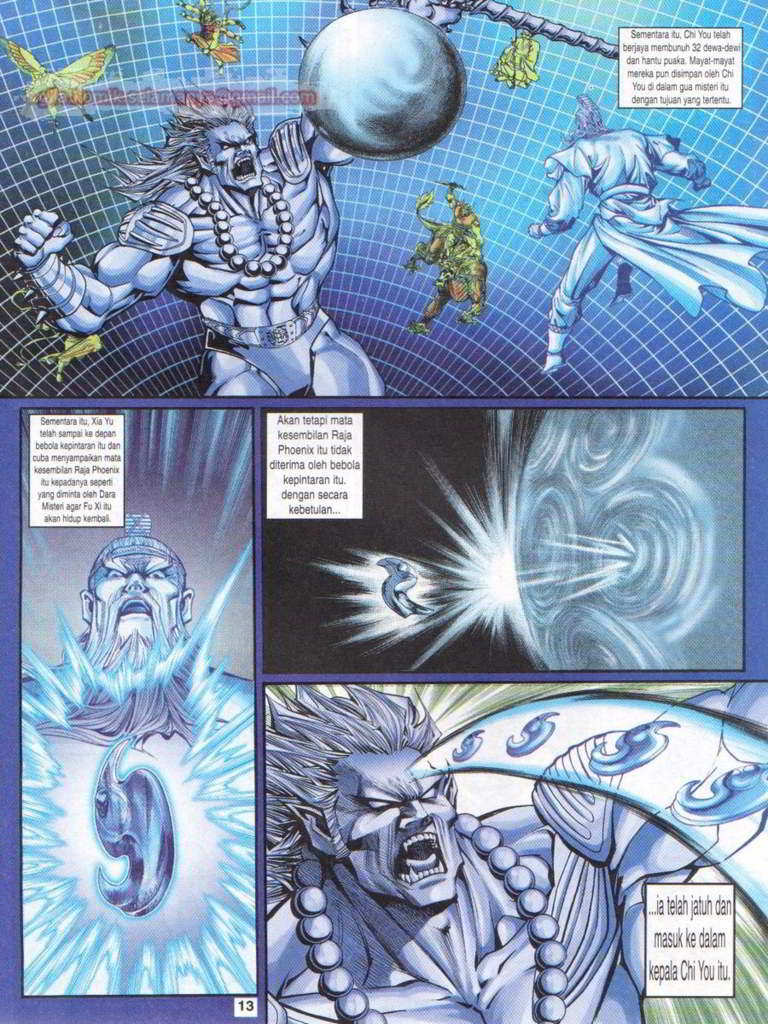 Sementara itu, Chi You telah
berjaya membunuh 32 dewa-dewi
dan hantu puaka. Mayat-mayat
mereka pun disimpan oleh Chi
You di dalam gua misteri itu
dengan tujuan yang tertentu.
Sementara itu, Xia Yu
telah sampai ke depan
bebola kepintaran itu dan
cuba menyampaikan mata
kesembilan Raja Phoenix
itu kepadanya seperti
yang diminta oleh Dara
Misteri agar Fu Xi itu
akan hidup kembali.
Akan tetapi mata
kesembilan Raja
Phoenix itu tidak
diterima oleh bebola
kepintaran itu.
dengan secara
kebetulan...
...ia telah jatuh dan
masuk ke dalam
kepala Chi You itu.
13